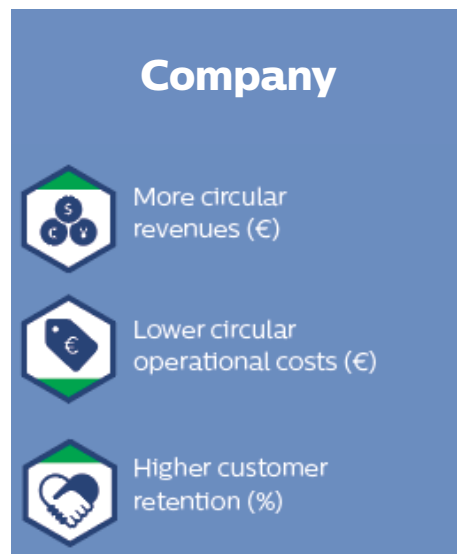 Company
$
€ ¥
More circular
revenues (€)
€
Lower circular
operational costs (€)
Higher customer
retention (%)